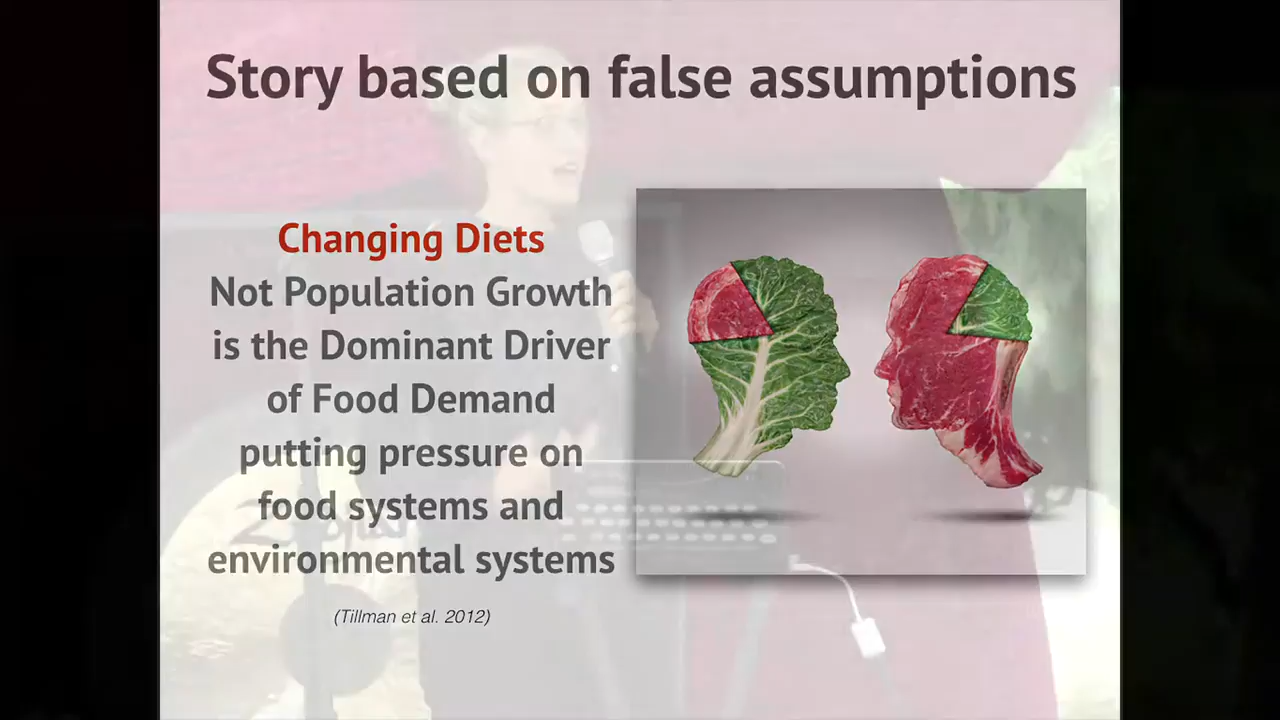 Story based on false assumptions
Changing Diets
Not Population Growth
is the Dominant Driver
of Food Demand
putting pressure on
food systems and
environmental systems
(Tillman et al. 2012)